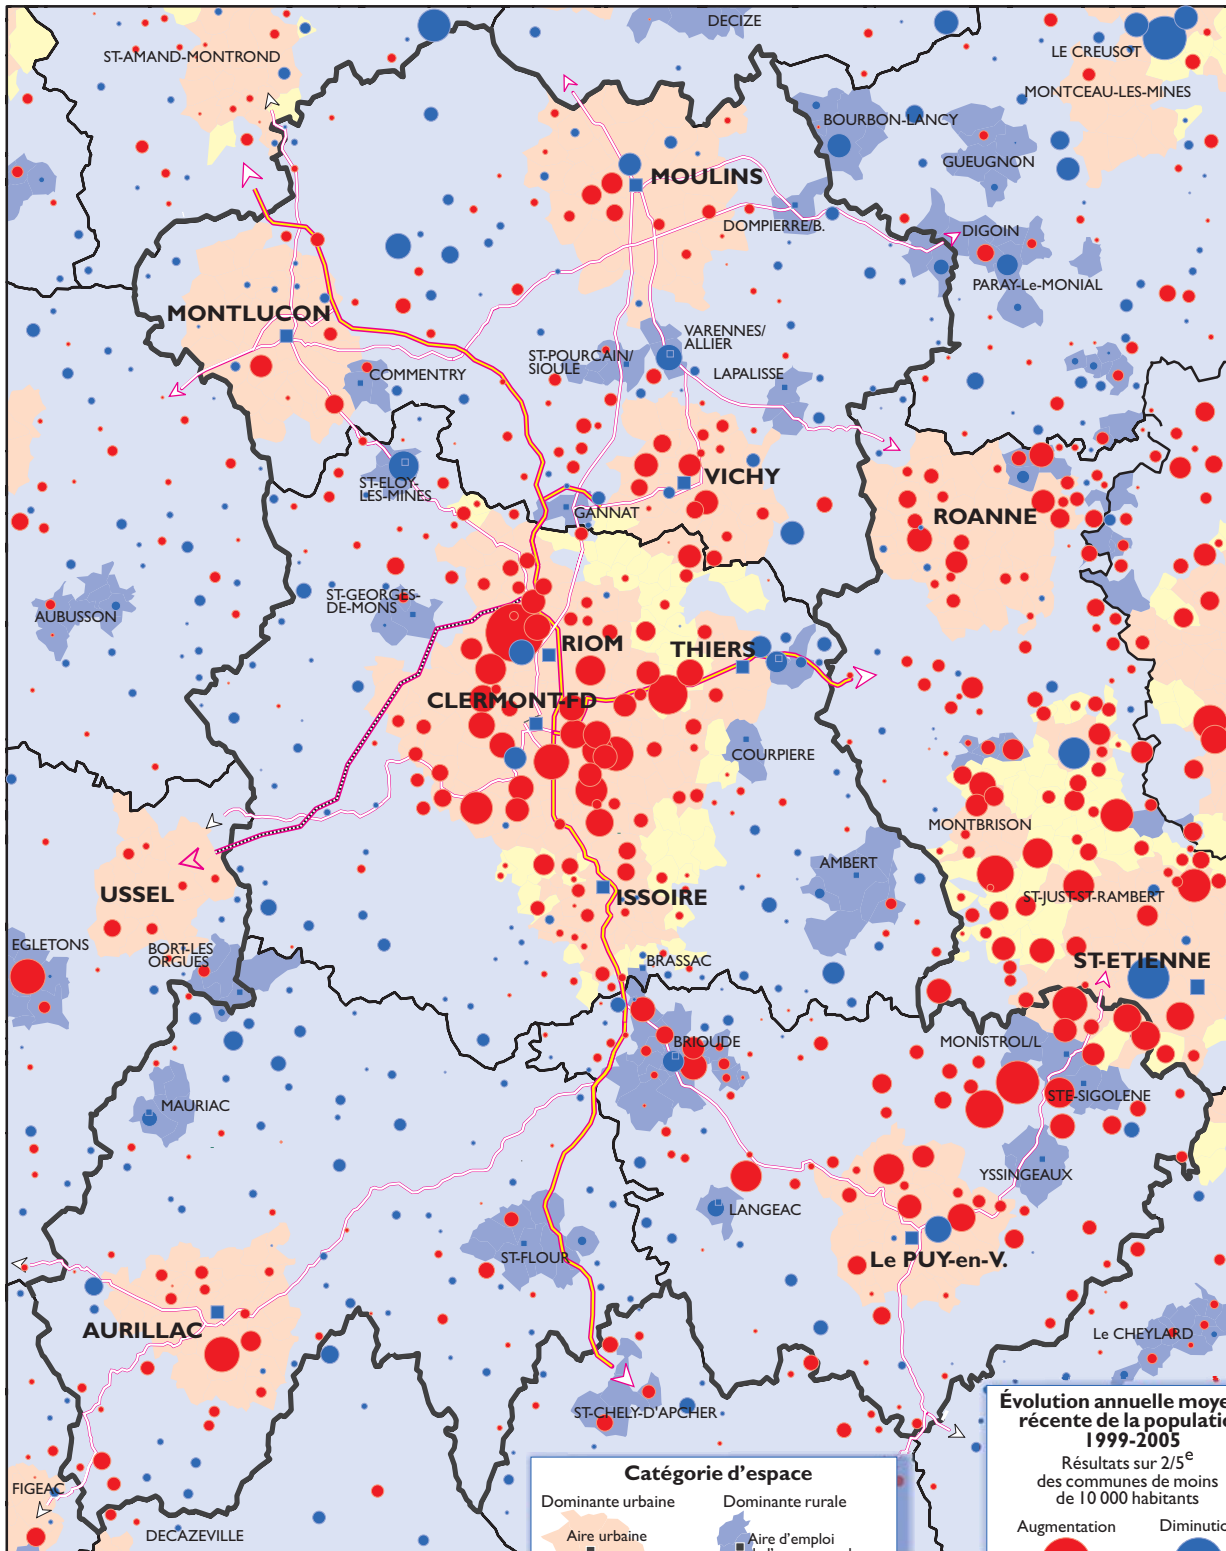 DECIZE
LE CREUSOT
ST-AMAND-MONTROND
MONTCEAU-LES-MINES
BOURBON-LANCY
GUEUGNON
MOULINS
DOMPIERRE/B.
DIGOIN
PARAY-Le-MONIAL
MONTLUCON
VARENNES/
ALLIER
ST-POURCAIN/
SIOULE
LAPALISSE
COMMENTRY
VICHY
ST-ELOY-
LES-MINES
GANNAT
ROANNE
ST-GEORGES-
DE-MONS
AUBUSSON
RIOM
THIERS
CLERMONT-FD
COURPIERE
MONTBRISON
AMBERT
USSEL
ISSOIRE
ST-JUST-ST-RAMBERT
EGLETONS
BORT-LES
ORGUES
BRASSAC
ST-ETIENNE
BRIOUDE
MONISTROL/L
MAURIAC
STE-SIGOLENE
YSSINGEAUX
LANGEAC
ST-FLOUR
Le PUY-en-V.
AURILLAC
Le CHEYLARD
ST-CHELY-D'APCHER
FIGEAC
DECAZEVILLE
Catégorie d'espace
Dominante urbaine
Dominante rurale
Aire urbaine
Aire d'emploi
Évolution annuelle moye
récente de la populatio
1999-2005
Résultats sur 2/5e
des communes de moins
de 10 000 habitants
Augmentation
Diminutio